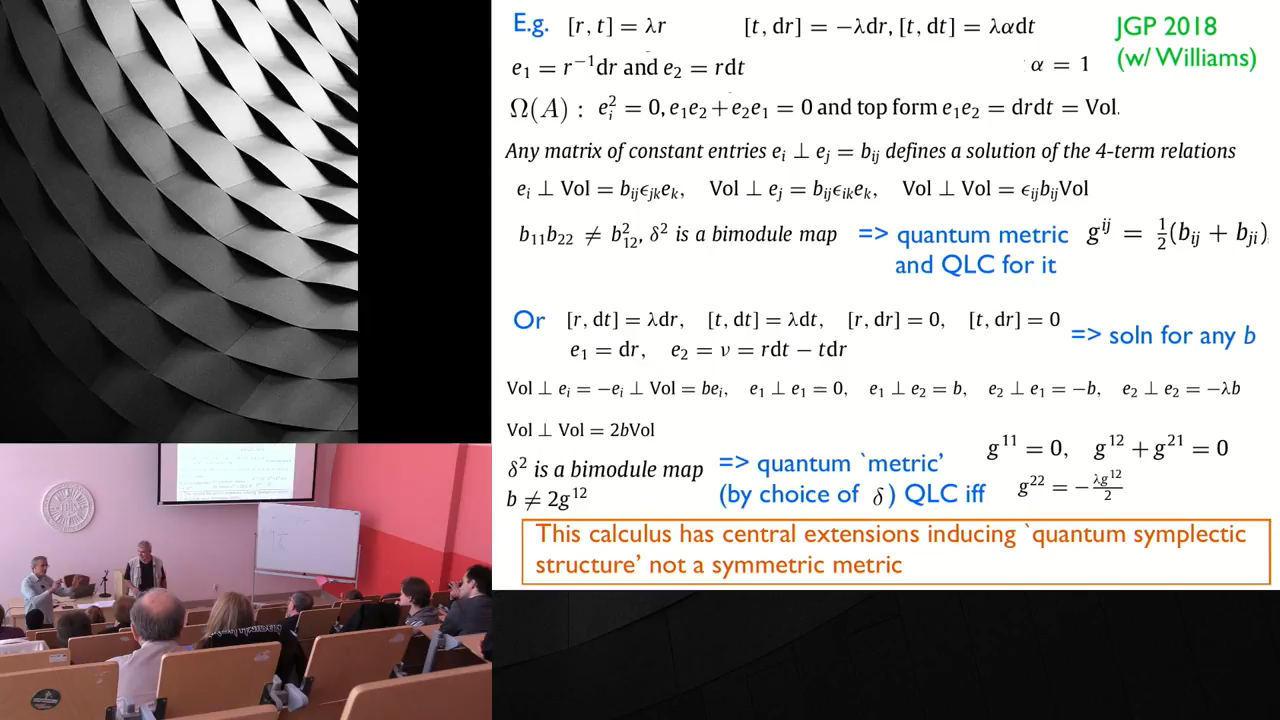 E.g. [r, t] = λr [t, dr] = −λdr, [t, dt] = λαdt
JGP 2018
(w/ Williams)
e₁ = r⁻¹dr and e₂ = rdt α = 1
Ω(A) : eᵢ² = 0, e₁e₂ + e₂e₁ = 0 and top form e₁e₂ = drdt = Vol.
Any matrix of constant entries eᵢ ⊥ eⱼ = bᵢⱼ defines a solution of the 4-term relations
eᵢ ⊥ Vol = bᵢⱼϵⱼₖeₖ, Vol ⊥ eⱼ = bᵢⱼϵᵢₖeₖ, Vol ⊥ Vol = ϵᵢⱼbᵢⱼVol
b₁₁b₂₂ ≠ b₁₂², δ² is a bimodule map => quantum metric gⁱʲ = ½(bᵢⱼ + bⱼᵢ)
and QLC for it
Or [r, dt] = λdr, [t, dt] = λdt, [r, dr] = 0, [t, dr] = 0
=> soln for any b
e₁ = dr, e₂ = ν = rdt − tdr
Vol ⊥ eᵢ = −eᵢ ⊥ Vol = beᵢ, e₁ ⊥ e₁ = 0, e₁ ⊥ e₂ = b, e₂ ⊥ e₁ = −b, e₂ ⊥ e₂ = −λb
Vol ⊥ Vol = 2bVol
g¹¹ = 0, g¹² + g²¹ = 0
δ² is a bimodule map => quantum `metric'
b ≠ 2g¹² (by choice of δ ) QLC iff g²² = −λg¹²/2
This calculus has central extensions inducing `quantum symplectic
structure' not a symmetric metric